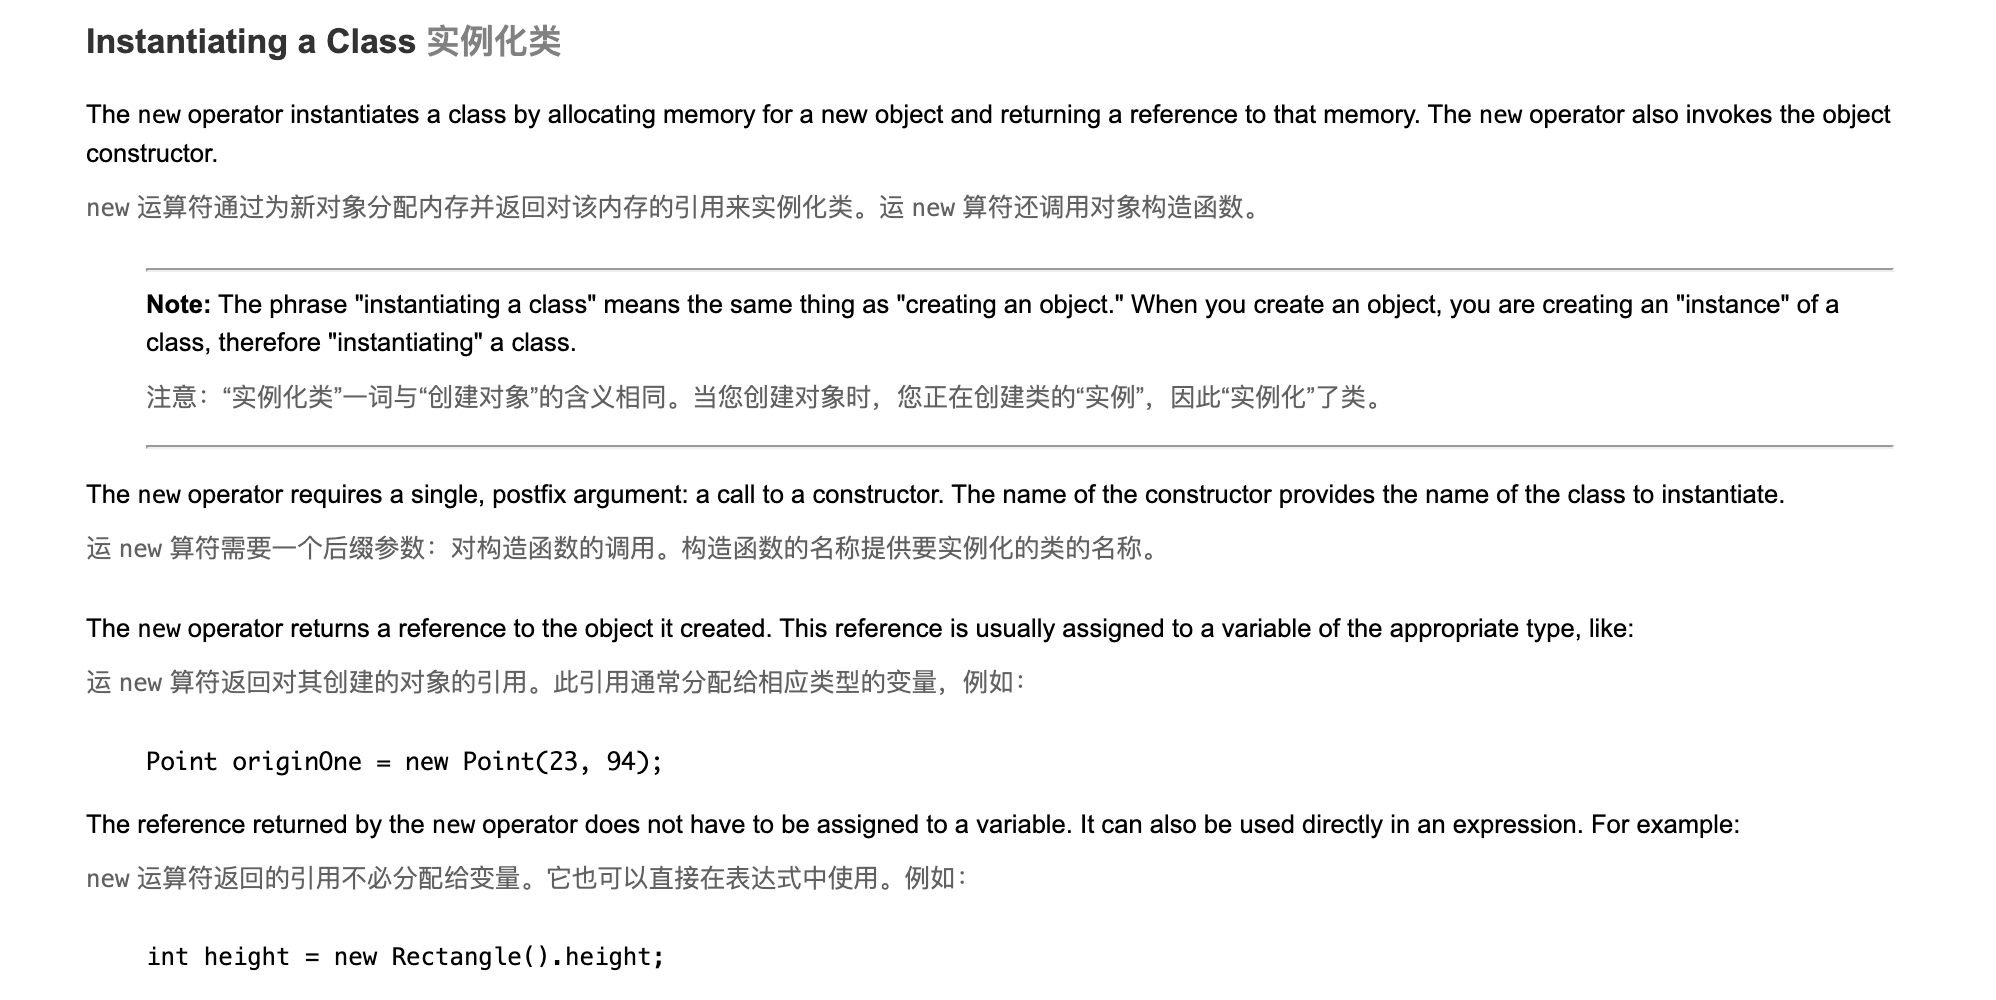 Instantiating a Class 实例化类
The new operator instantiates a class by allocating memory for a new object and returning a reference to that memory. The new operator also invokes the object
constructor.
new 运算符通过为新对象分配内存并返回对该内存的引用来实例化类。运 new 算符还调用对象构造函数。
Note: The phrase "instantiating a class" means the same thing as "creating an object." When you create an object, you are creating an "instance" of a
class, therefore "instantiating" a class.
注意：“实例化类”一词与“创建对象”的含义相同。当您创建对象时，您正在创建类的“实例”，因此“实例化”了类。
The new operator requires a single, postfix argument: a call to a constructor. The name of the constructor provides the name of the class to instantiate.
运 new 算符需要一个后缀参数：对构造函数的调用。构造函数的名称提供要实例化的类的名称。
The new operator returns a reference to the object it created. This reference is usually assigned to a variable of the appropriate type, like:
运 new 算符返回对其创建的对象的引用。此引用通常分配给相应类型的变量，例如：
Point originOne = new Point(23, 94);
The reference returned by the new operator does not have to be assigned to a variable. It can also be used directly in an expression. For example:
new 运算符返回的引用不必分配给变量。它也可以直接在表达式中使用。例如：
int height = new Rectangle().height;